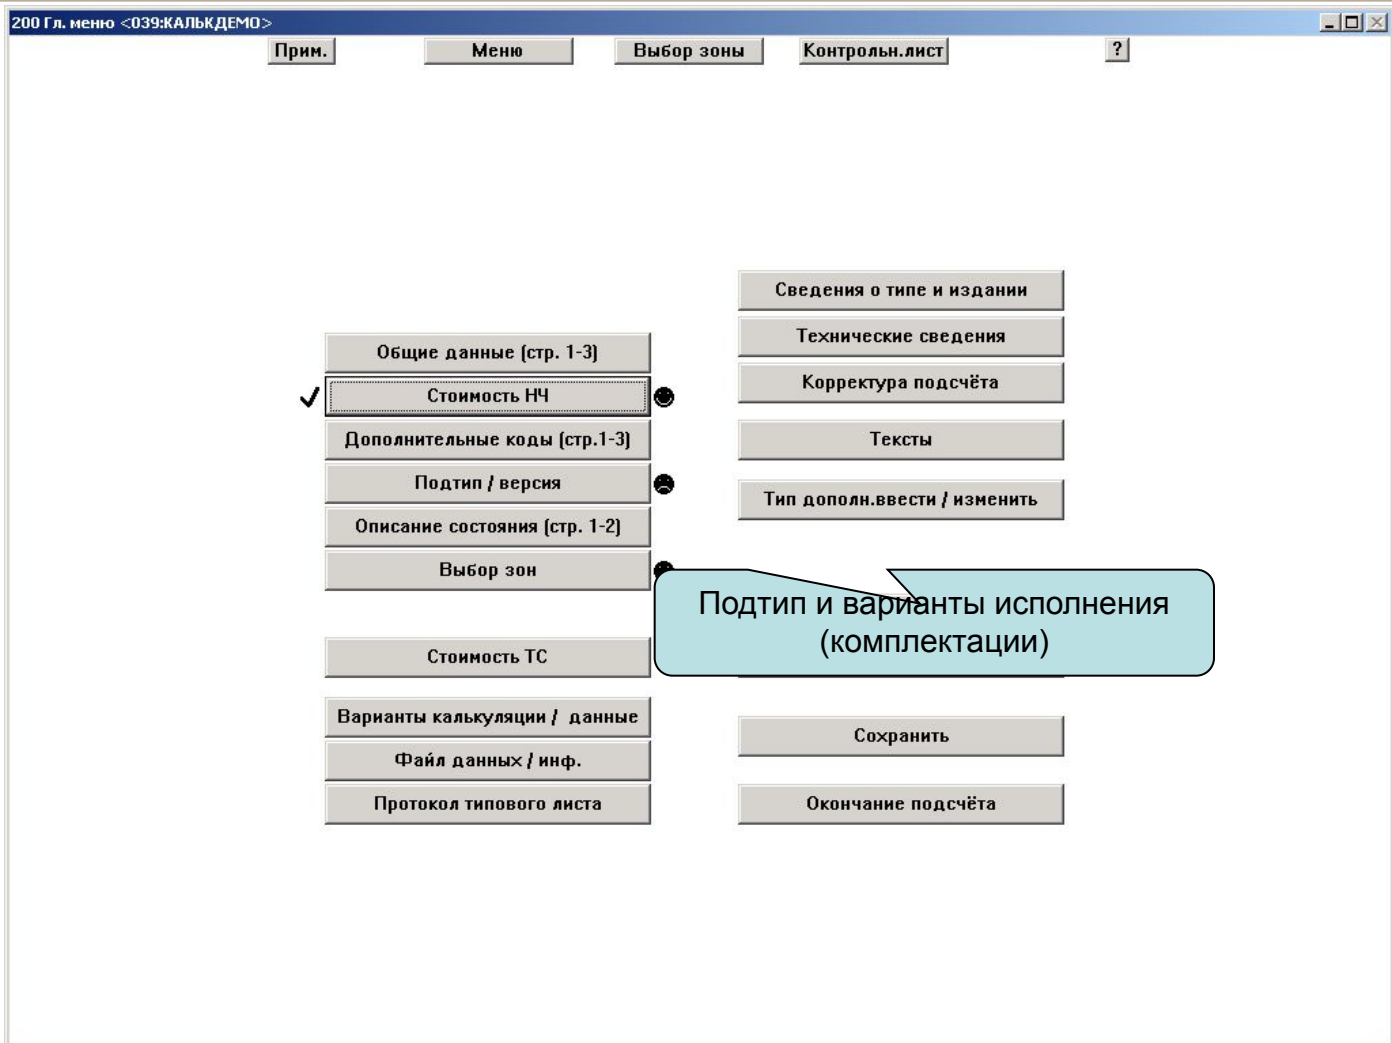 200 Гл. меню <039:КАЛЬКДЕМО>
Прим. Меню Выбор зоны Контрольн.лист ?
Сведения о типе и издании
Технические сведения
Общие данные (стр. 1-3)
Корректура подсчёта
Стоимость НЧ
Дополнительные коды (стр.1-3)
Тексты
Подтип / версия
Тип дополн.ввести / изменить
Описание состояния (стр. 1-2)
Выбор зон
Подтип и варианты исполнения
(комплектации)
Стоимость ТС
Варианты калькуляции / данные
Сохранить
Файл данных / инф.
Протокол типового листа
Окончание подсчёта